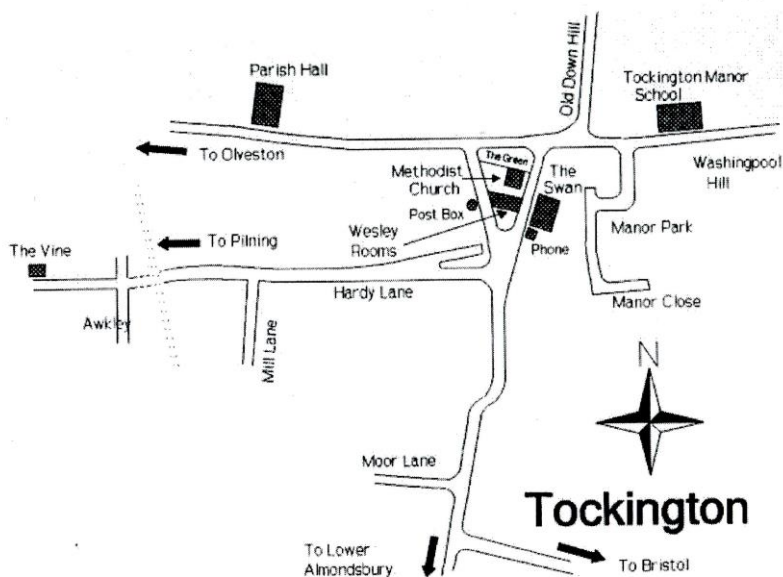 Parish Hall
Old Down Hill
Tockington Manor
School
To Olveston
The Green
Methodist
Church
The
Swan
Washingpool
Hill
Post Box
Wesley
Rooms
Phone
Manor Park
The Vine
To Pilning
Hardy Lane
Manor Close
Awkley
Mill Lane
N
Moor Lane
Tockington
To Lower
Almondsbury
To Bristol